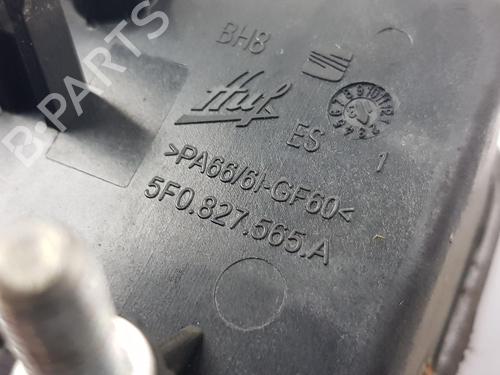 BH8
Huf
ES
1
>PA66/6I-GF60<
5F0.827.565.A
B-PARTS